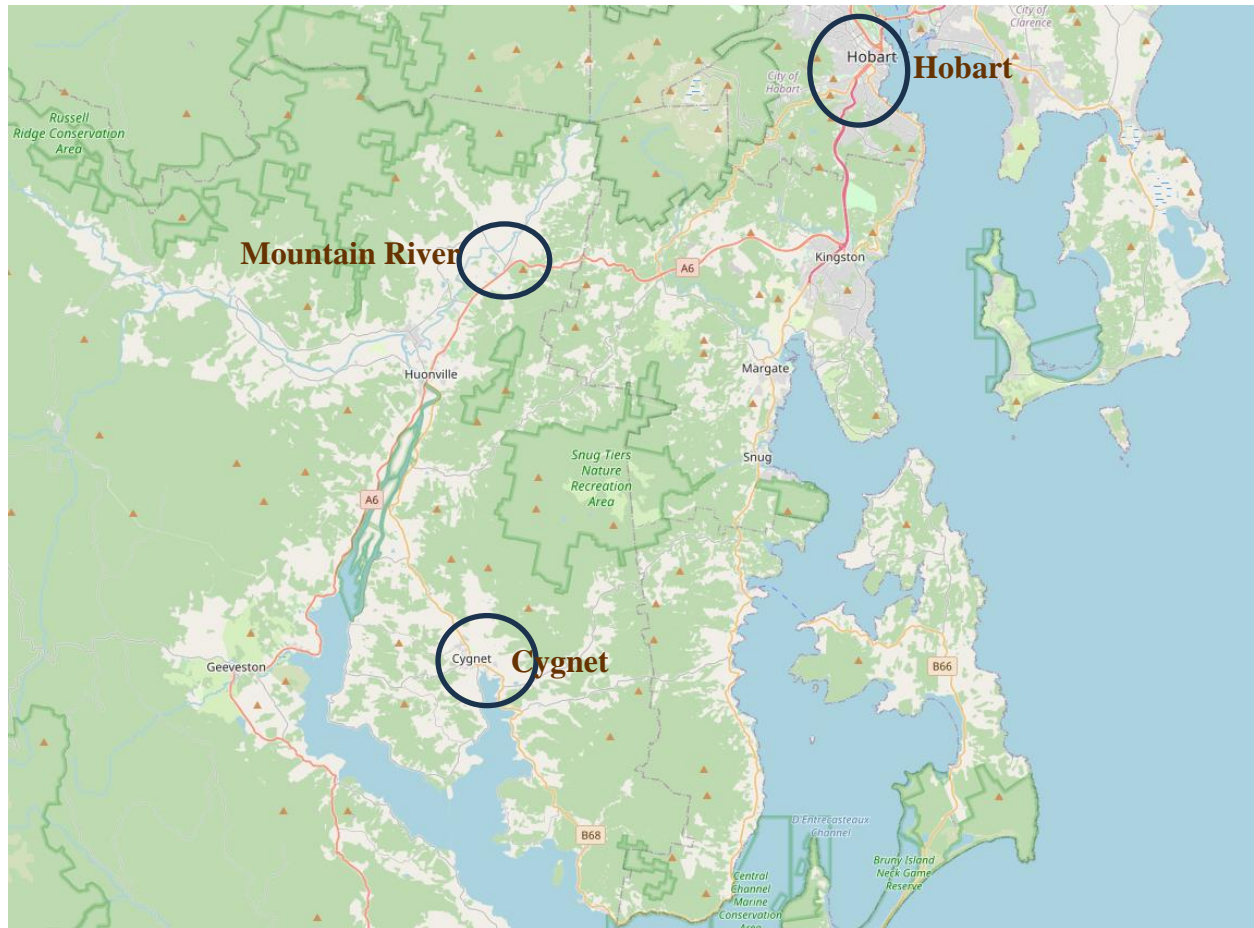 City of
Clarence
Hobart
Hobart
City of
Hobart
Russell
Ridge Conservation
Area
Mountain River
A6
Kingston
Huonville
Margate
Snug Tiers
Nature
Recreation
Area
Snug
A6
Cygnet
Cygnet
Geeveston
B66
B68
D'Entrecasteaux
Channel
Bruny Island
Neck Game
Reserve
Central
Channel
Marine
Conservation
Area